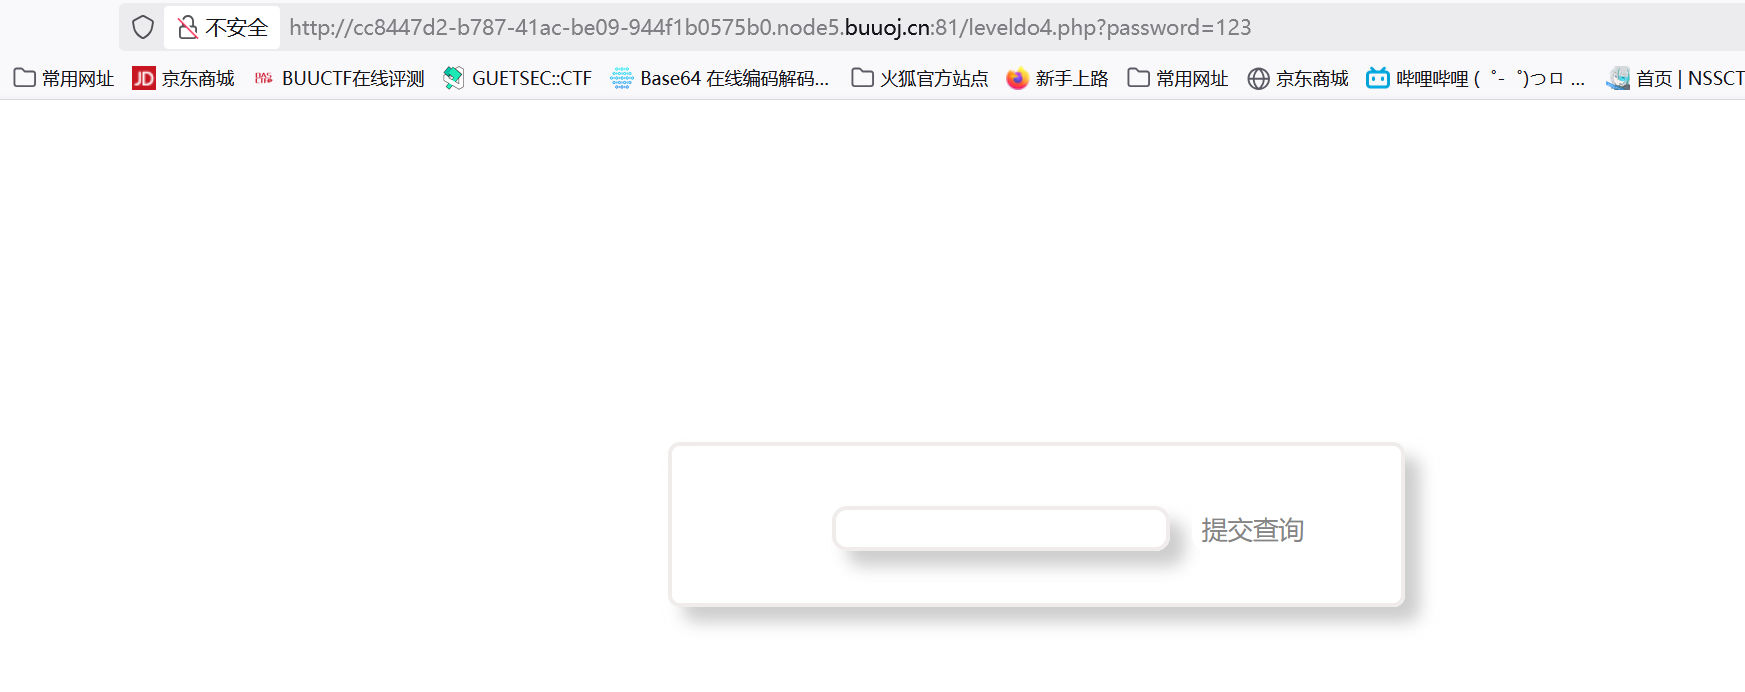 不安全 http://cc8447d2-b787-41ac-be09-944f1b0575b0.node5.buuoj.cn:81/leveldo4.php?password=123
常用网址 JD 京东商城 BUUCTF在线评测 GUETSEC::CTF Base64 在线编码解码... 火狐官方站点 新手上路 常用网址 京东商城 哔哩哔哩 ( ゜- ゜)つロ ... 首页 | NSSCT
提交查询